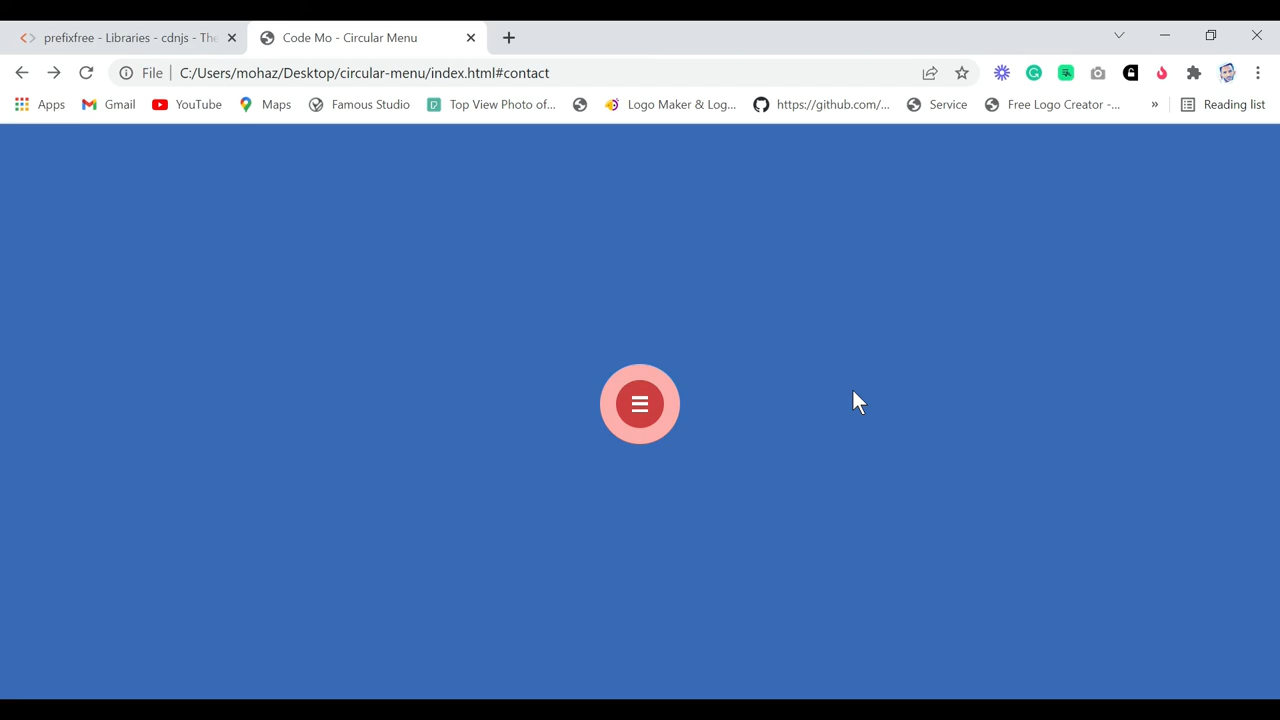 prefixfree - Libraries - cdnjs - The
Code Mo - Circular Menu
File
C:/Users/mohaz/Desktop/circular-menu/index.html#contact
Apps
Gmail
YouTube
Maps
Famous Studio
Top View Photo of...
Logo Maker & Log...
https://github.com/...
Service
Free Logo Creator -...
»
Reading list